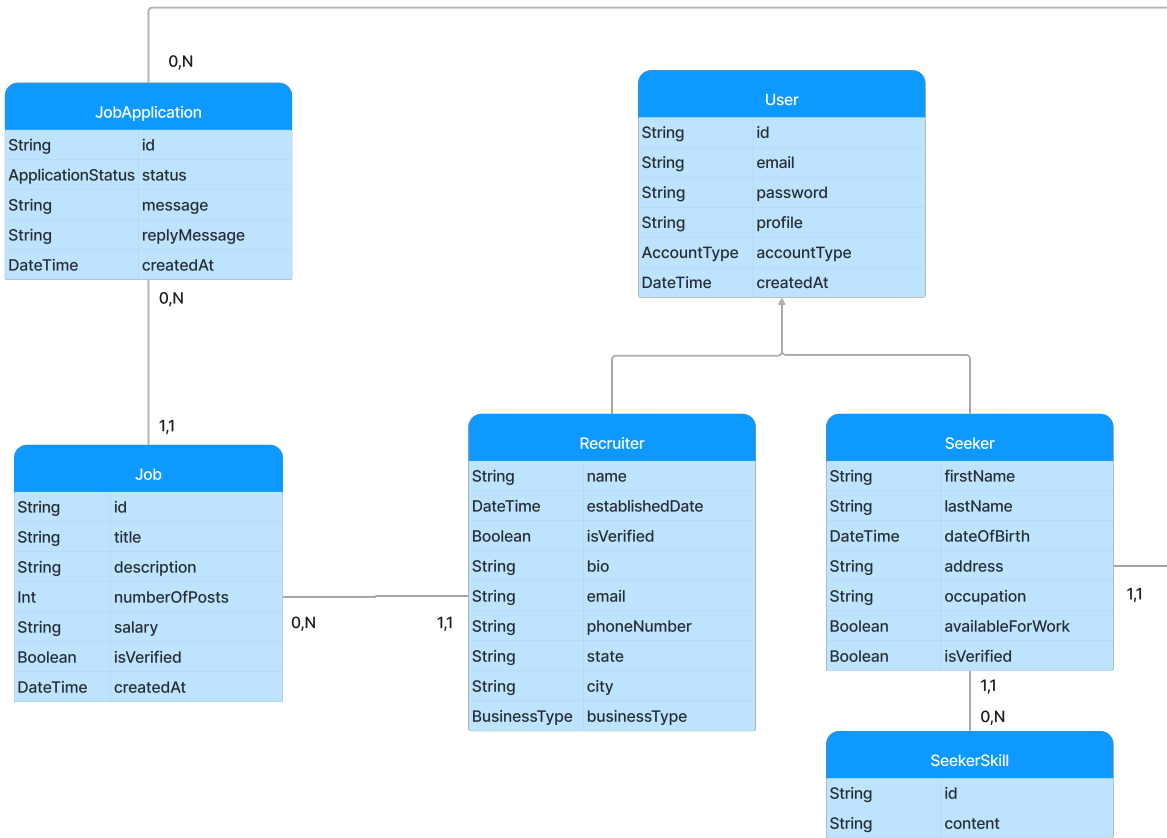 0,N
JobApplication
String id
ApplicationStatus status
String message
String replyMessage
DateTime createdAt
0,N
1,1
Job
String id
String title
String description
Int numberOfPosts
String salary
Boolean isVerified
DateTime createdAt
0,N
1,1
User
String id
String email
String password
String profile
AccountType accountType
DateTime createdAt
Recruiter
String name
DateTime establishedDate
Boolean isVerified
String bio
String email
String phoneNumber
String state
String city
BusinessType businessType
Seeker
String firstName
String lastName
DateTime dateOfBirth
String address
String occupation
Boolean availableForWork
Boolean isVerified
1,1
1,1
0,N
SeekerSkill
String id
String content